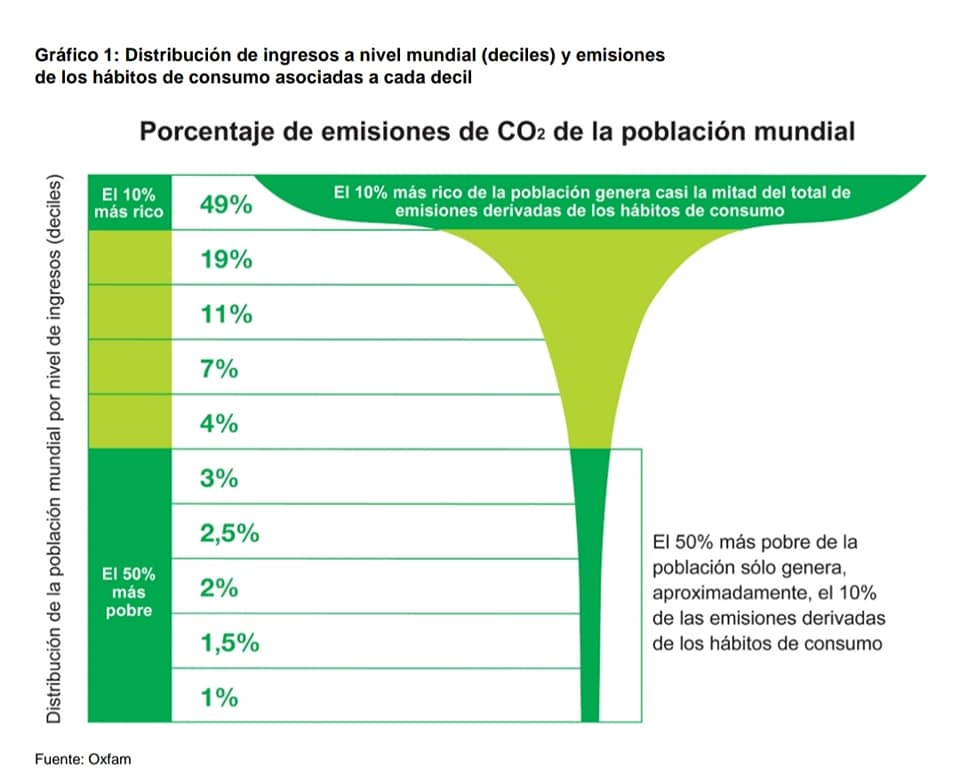 Gráfico 1: Distribución de ingresos a nivel mundial (deciles) y emisiones
de los hábitos de consumo asociadas a cada decil
Porcentaje de emisiones de CO₂ de la población mundial
Distribución de la población mundial por nivel de ingresos (deciles)
El 10%
más rico
49%
El 10% más rico de la población genera casi la mitad del total de
emisiones derivadas de los hábitos de consumo
19%
11%
7%
4%
3%
2,5%
El 50%
más
pobre
2%
1,5%
1%
El 50% más pobre de la
población sólo genera,
aproximadamente, el 10%
de las emisiones derivadas
de los hábitos de consumo
Fuente: Oxfam